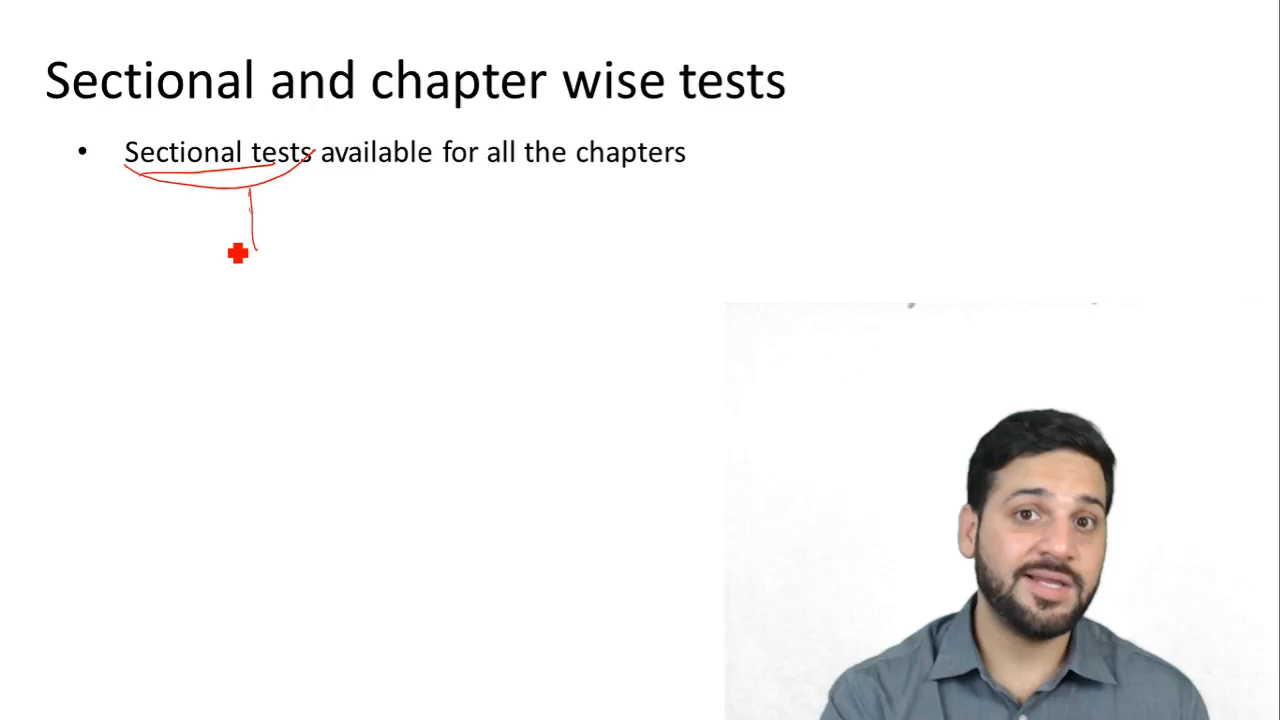 Sectional and chapter wise tests
• Sectional tests available for all the chapters